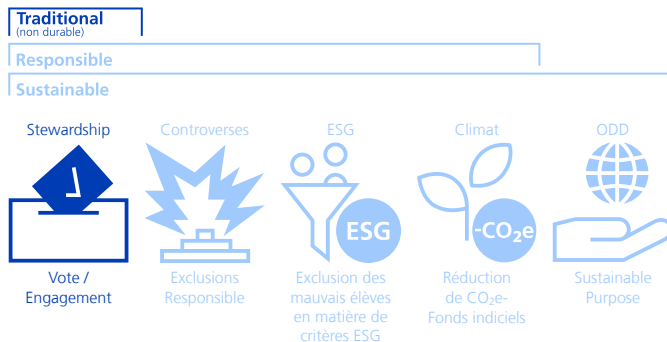 Traditional
(non durable)
Responsible
Sustainable
Stewardship
Controverses
ESG
Climat
ODD
ESG
-CO₂e
Vote /
Engagement
Exclusions
Responsible
Exclusion des
mauvais élèves
en matière de
critères ESG
Réduction
de CO₂e-
Fonds indiciels
Sustainable
Purpose